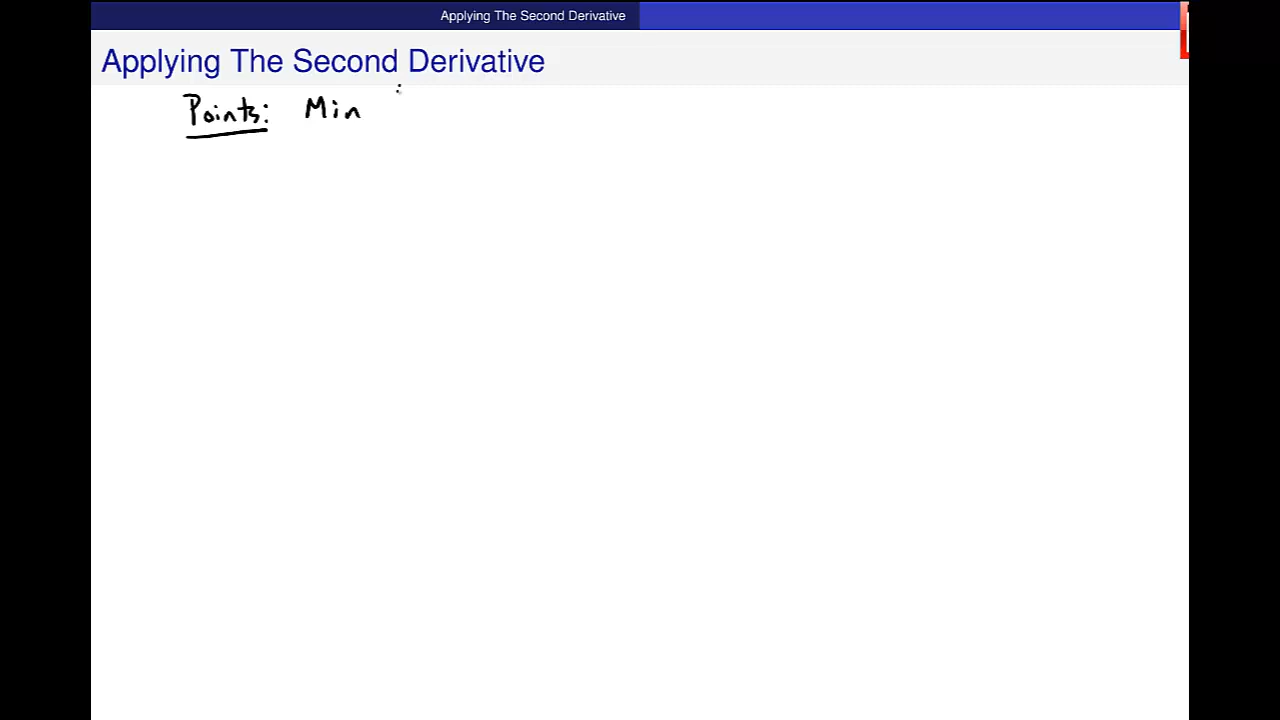 Applying The Second Derivative
Applying The Second Derivative
Points: Min